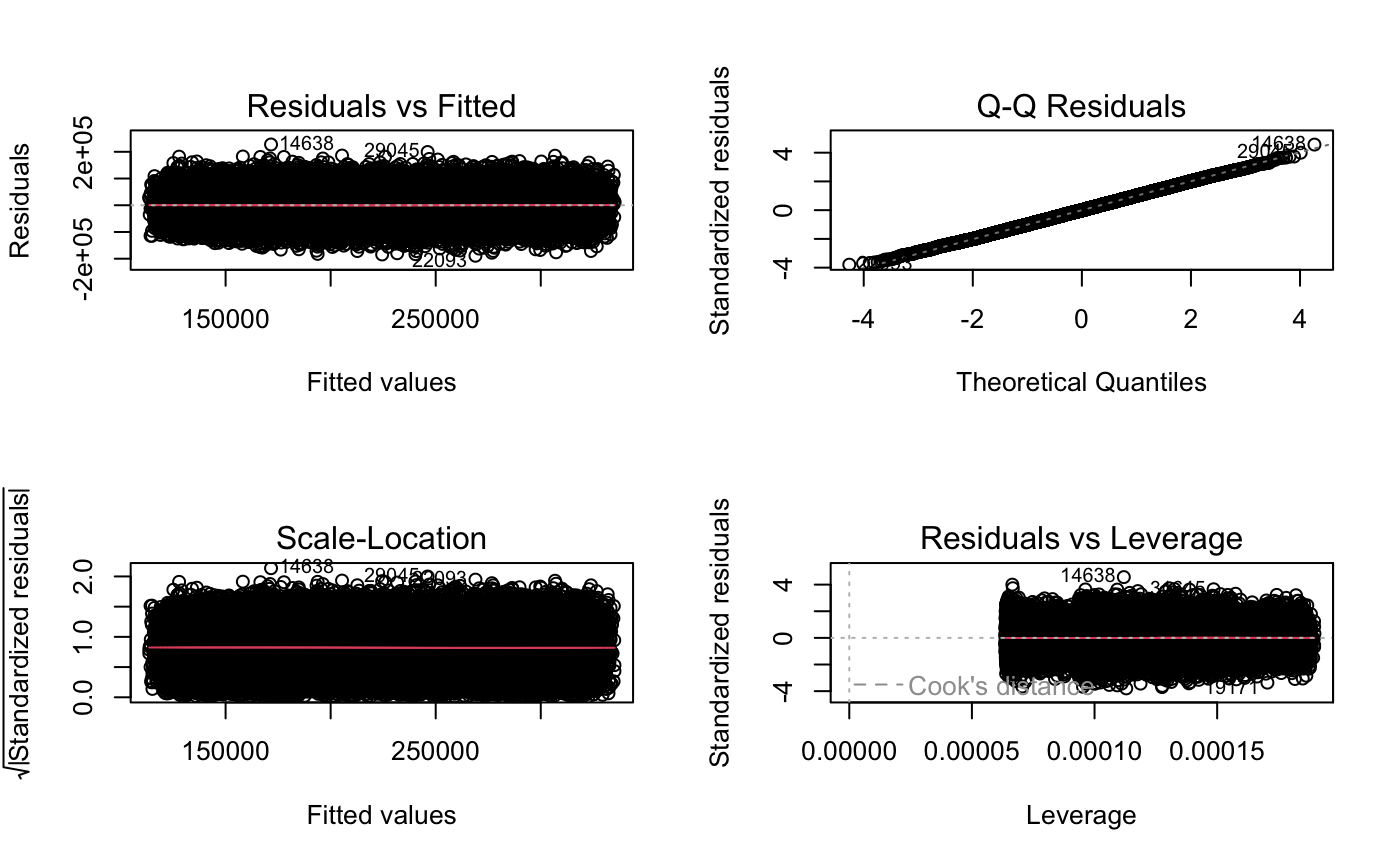 Residuals vs Fitted
Residuals
-2e+05 2e+05
14638
29045
22093
150000 250000
Fitted values
Q-Q Residuals
Standardized residuals
-4 0 4
14638
-4 -2 0 2 4
Theoretical Quantiles
Scale-Location
√|Standardized residuals|
0.0 1.0 2.0
14638
29045
150000 250000
Fitted values
Residuals vs Leverage
Standardized residuals
-4 0 4
14638
19171
Cook's distance
0.00000 0.00005 0.00010 0.00015
Leverage